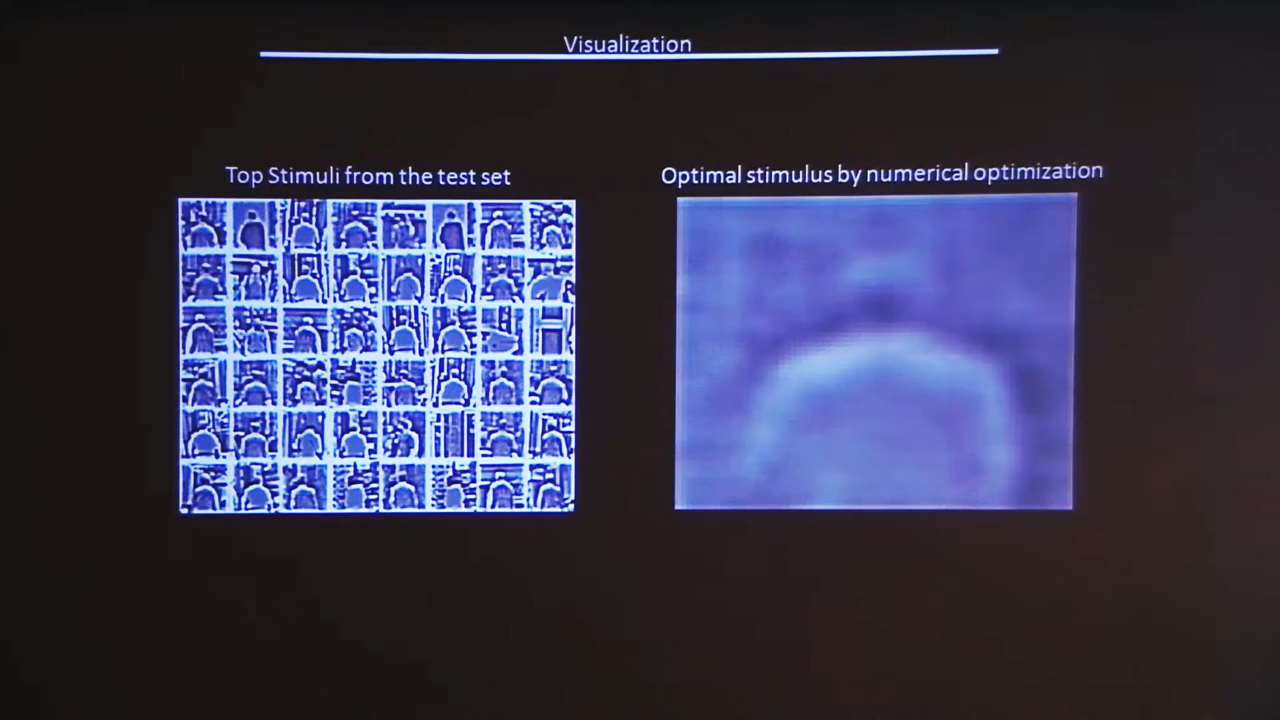 Visualization
Top Stimuli from the test set
Optimal stimulus by numerical optimization